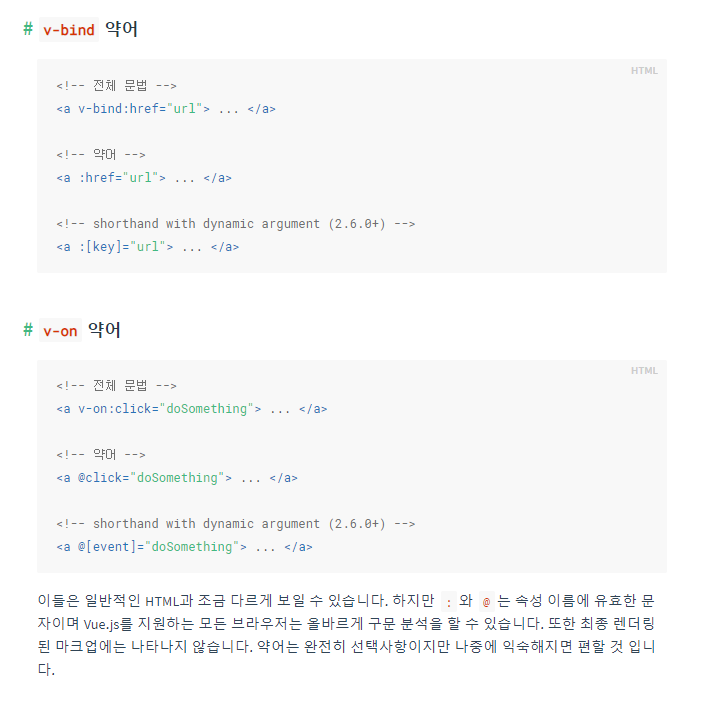 # v-bind 약어
HTML
<!-- 전체 문법 -->
<a v-bind:href="url"> ... </a>
<!-- 약어 -->
<a :href="url"> ... </a>
<!-- shorthand with dynamic argument (2.6.0+) -->
<a :[key]="url"> ... </a>
# v-on 약어
HTML
<!-- 전체 문법 -->
<a v-on:click="doSomething"> ... </a>
<!-- 약어 -->
<a @click="doSomething"> ... </a>
<!-- shorthand with dynamic argument (2.6.0+) -->
<a @[event]="doSomething"> ... </a>
이들은 일반적인 HTML과 조금 다르게 보일 수 있습니다. 하지만 : 와 @ 는 속성 이름에 유효한 문
자이며 Vue.js를 지원하는 모든 브라우저는 올바르게 구문 분석을 할 수 있습니다. 또한 최종 렌더링
된 마크업에는 나타나지 않습니다. 약어는 완전히 선택사항이지만 나중에 익숙해지면 편할 것 입니
다.